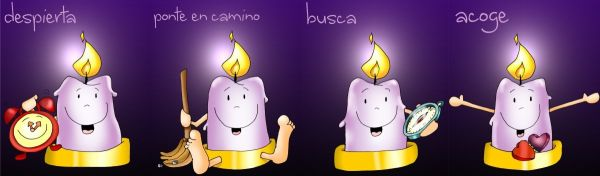 despierta
ponte en camino
busca
acoge